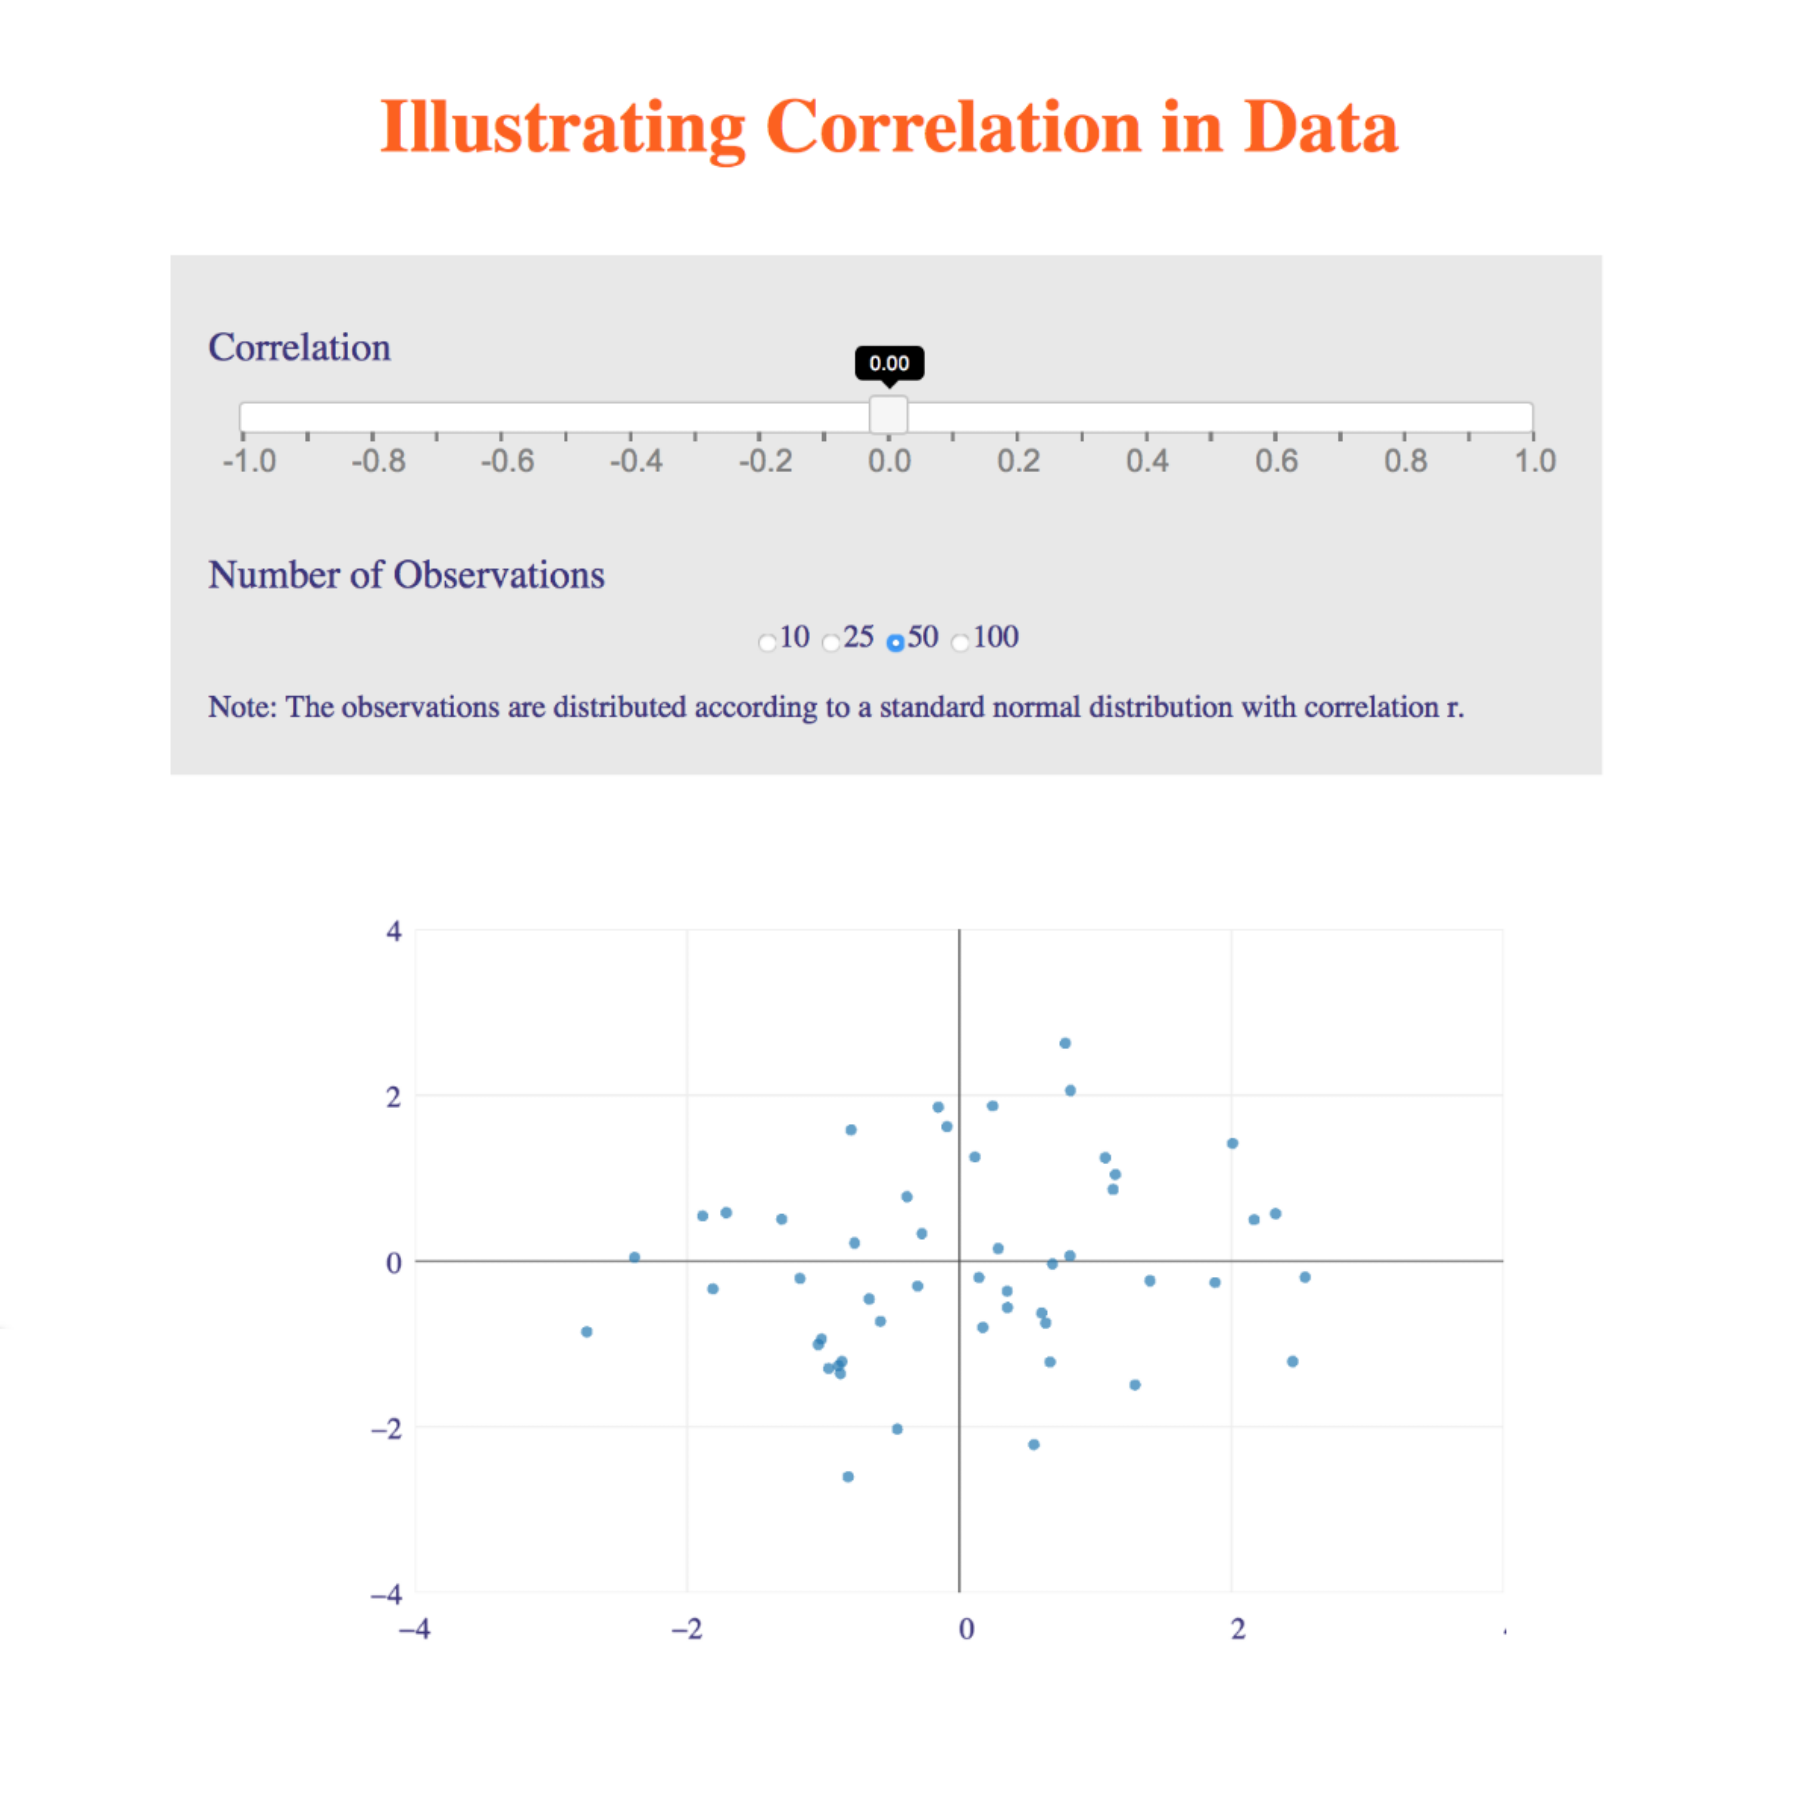 Illustrating Correlation in Data
Correlation
0.00
-1.0 -0.8 -0.6 -0.4 -0.2 0.0 0.2 0.4 0.6 0.8 1.0
Number of Observations
10 25 50 100
Note: The observations are distributed according to a standard normal distribution with correlation r.
4
2
0
−2
−4
−4 −2 0 2